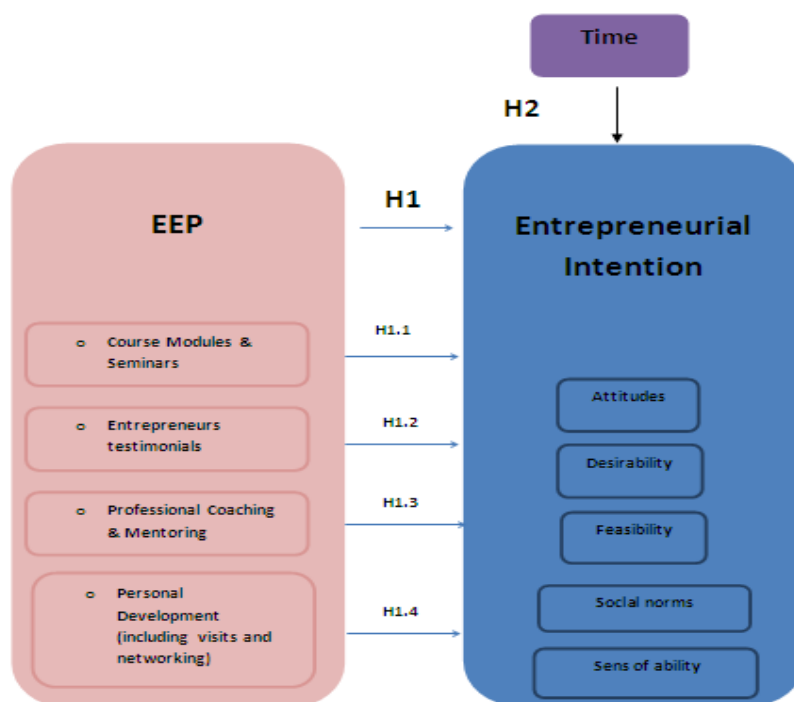 Time
H2
EEP
H1
Entrepreneurial
Intention
o Course Modules &
Seminars
H1.1
o Entrepreneurs
testimonials
H1.2
o Professional Coaching
& Mentoring
H1.3
o Personal
Development
(including visits and
networking)
H1.4
Attitudes
Desirability
Feasibility
Social norms
Sens of ability